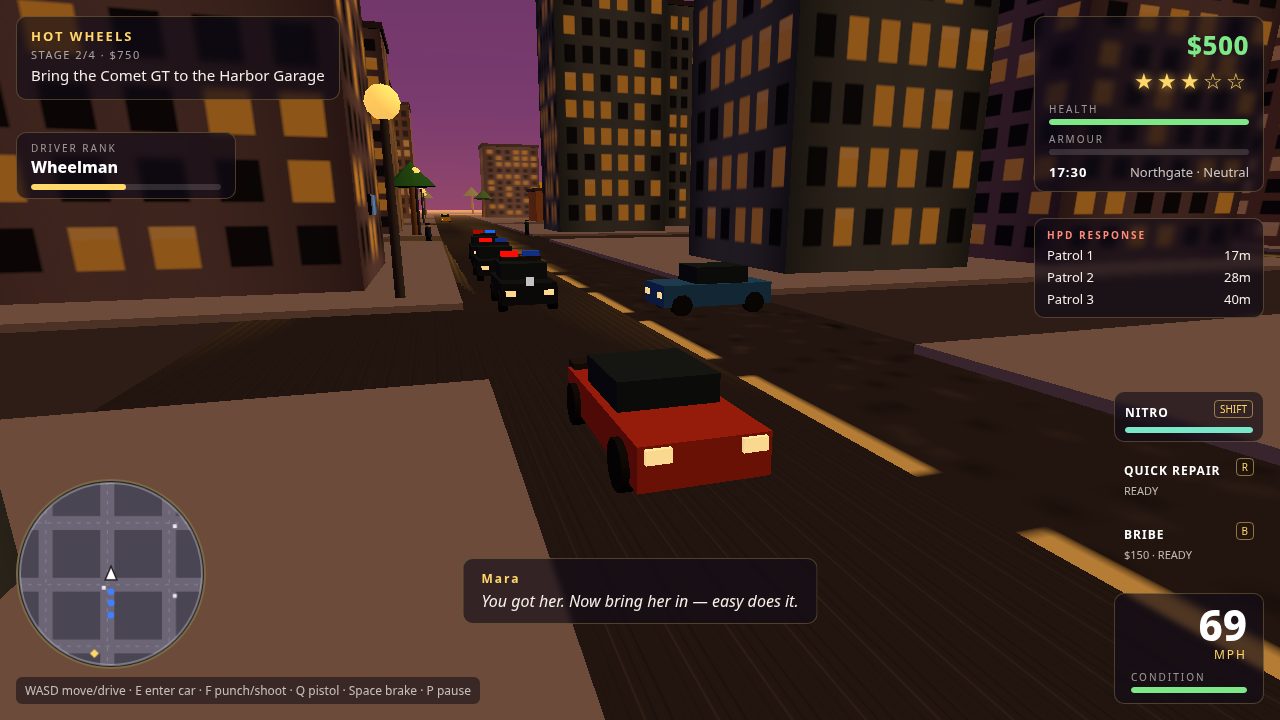 HOT WHEELS
STAGE 2/4 · $750
Bring the Comet GT to the Harbor Garage
DRIVER RANK
Wheelman
$500
★★★☆☆
HEALTH
ARMOUR
17:30 Northgate · Neutral
HPD RESPONSE
Patrol 1 17m
Patrol 2 28m
Patrol 3 40m
NITRO SHIFT
QUICK REPAIR R
READY
BRIBE B
$150 · READY
Mara
You got her. Now bring her in — easy does it.
69
MPH
CONDITION
WASD move/drive · E enter car · F punch/shoot · Q pistol · Space brake · P pause